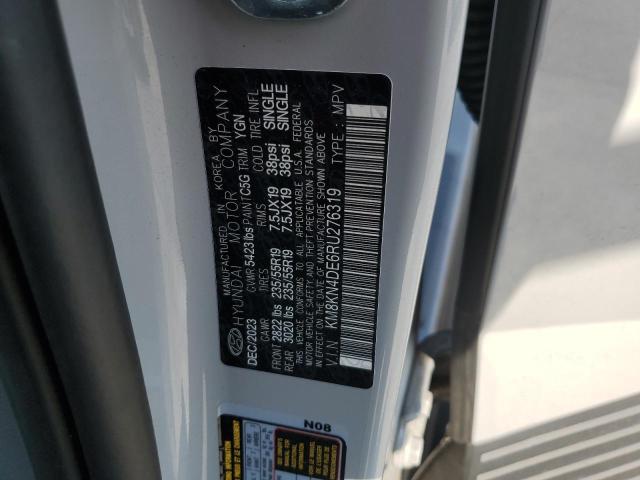 MANUFACTURED IN KOREA BY
HYUNDAI MOTOR COMPANY
DEC/2023 GVWR 5423 lbs PAINT C5G TRIM YGN
GAWR TIRES RIMS COLD TIRE INFL
FRONT 2822 lbs 235/55R19 7.5JX19 38psi SINGLE
REAR 3020 lbs 235/55R19 7.5JX19 38psi SINGLE
THIS VEHICLE CONFORMS TO ALL APPLICABLE U.S.A. FEDERAL
MOTOR VEHICLE SAFETY AND THEFT PREVENTION STANDARDS
IN EFFECT ON THE DATE OF MANUFACTURE SHOWN ABOVE
V.I.N : KM8KN4DE6RU276319 TYPE : MPV
N08